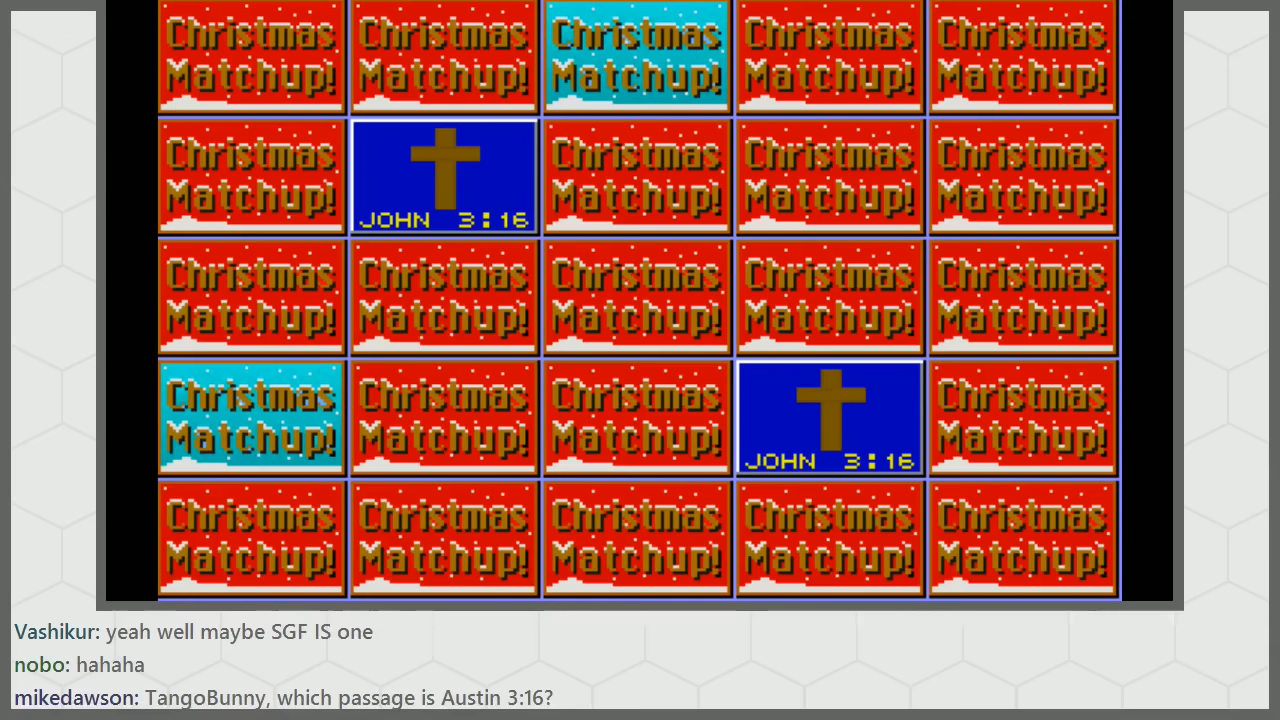 Christmas Christmas Christmas Christmas Christmas
Matchup! Matchup! Matchup! Matchup! Matchup!
Christmas Christmas Christmas Christmas
Matchup! JOHN 3:16 Matchup! Matchup! Matchup!
Christmas Christmas Christmas Christmas Christmas
Matchup! Matchup! Matchup! Matchup! Matchup!
Christmas Christmas Christmas Christmas
Matchup! Matchup! Matchup! JOHN 3:16 Matchup!
Christmas Christmas Christmas Christmas Christmas
Matchup! Matchup! Matchup! Matchup! Matchup!
Vashikur: yeah well maybe SGF IS one
nobo: hahaha
mikedawson: TangoBunny, which passage is Austin 3:16?